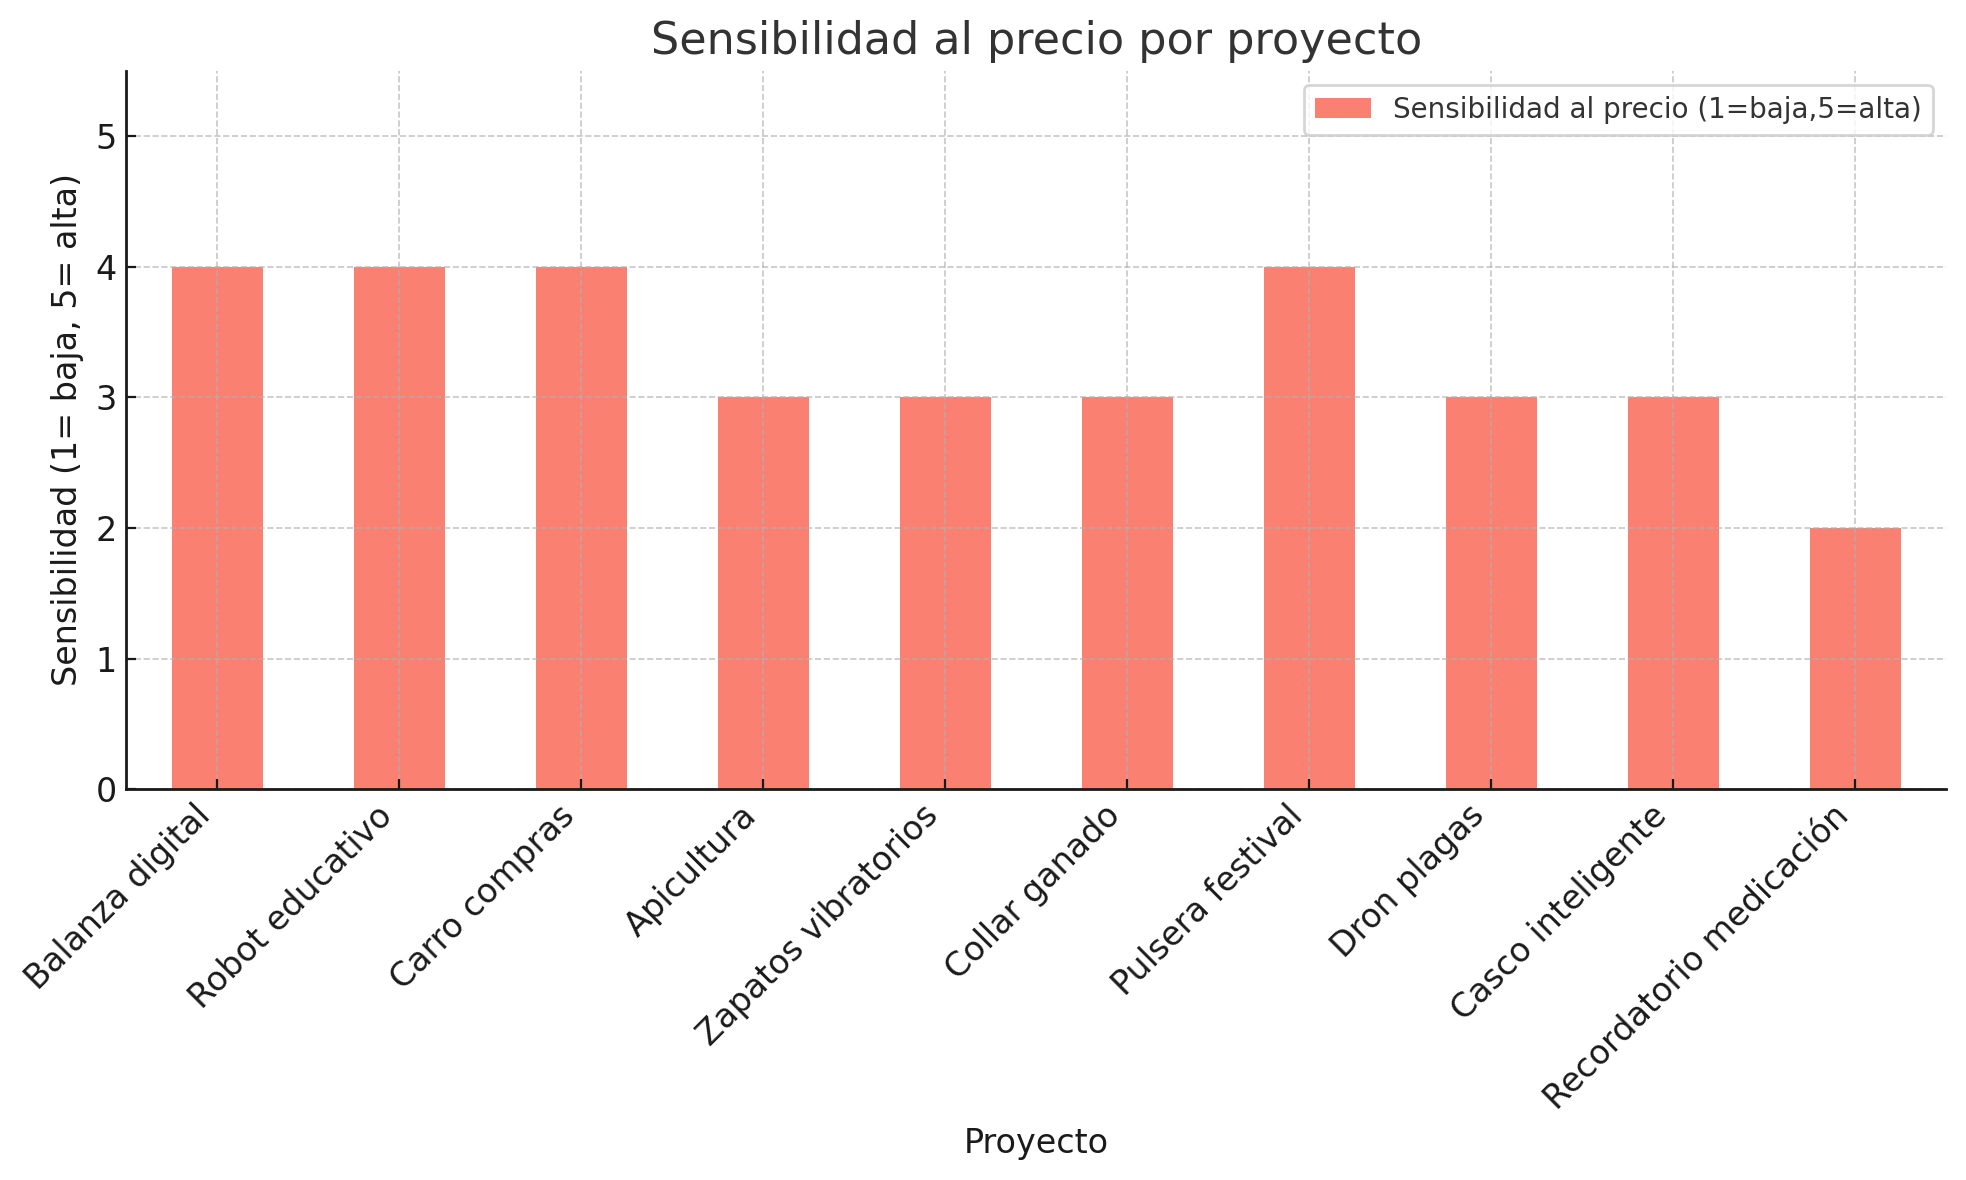 Sensibilidad al precio por proyecto
Sensibilidad al precio (1=baja,5=alta)
Sensibilidad (1= baja, 5= alta)
5
4
3
2
1
0
Balanza digital
Robot educativo
Carro compras
Apicultura
Zapatos vibratorios
Collar ganado
Pulsera festival
Dron plagas
Casco inteligente
Recordatorio medicación
Proyecto